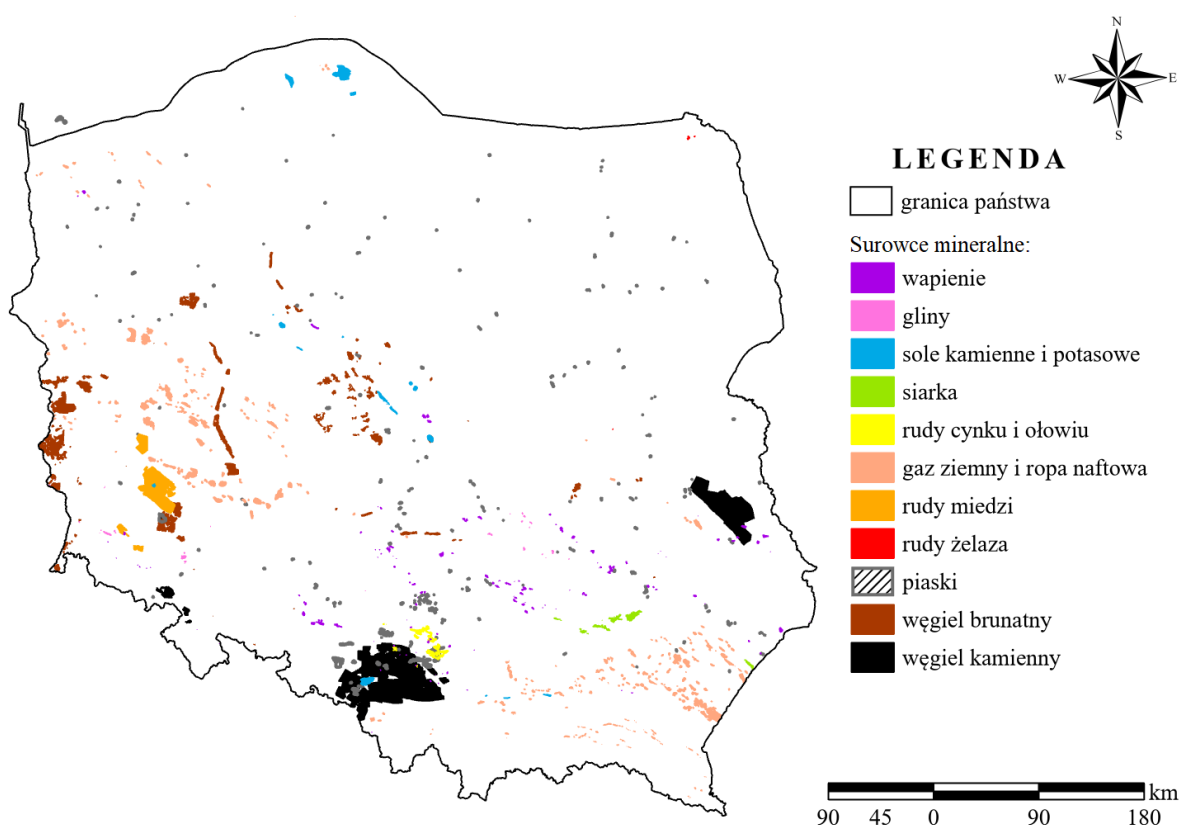 N
W
E
S
LEGENDA
granica państwa
Surowce mineralne:
wapienie
gliny
sole kamienne i potasowe
siarka
rudy cynku i ołowiu
gaz ziemny i ropa naftowa
rudy miedzi
rudy żelaza
piaski
węgiel brunatny
węgiel kamienny
km
90 45 0 90 180